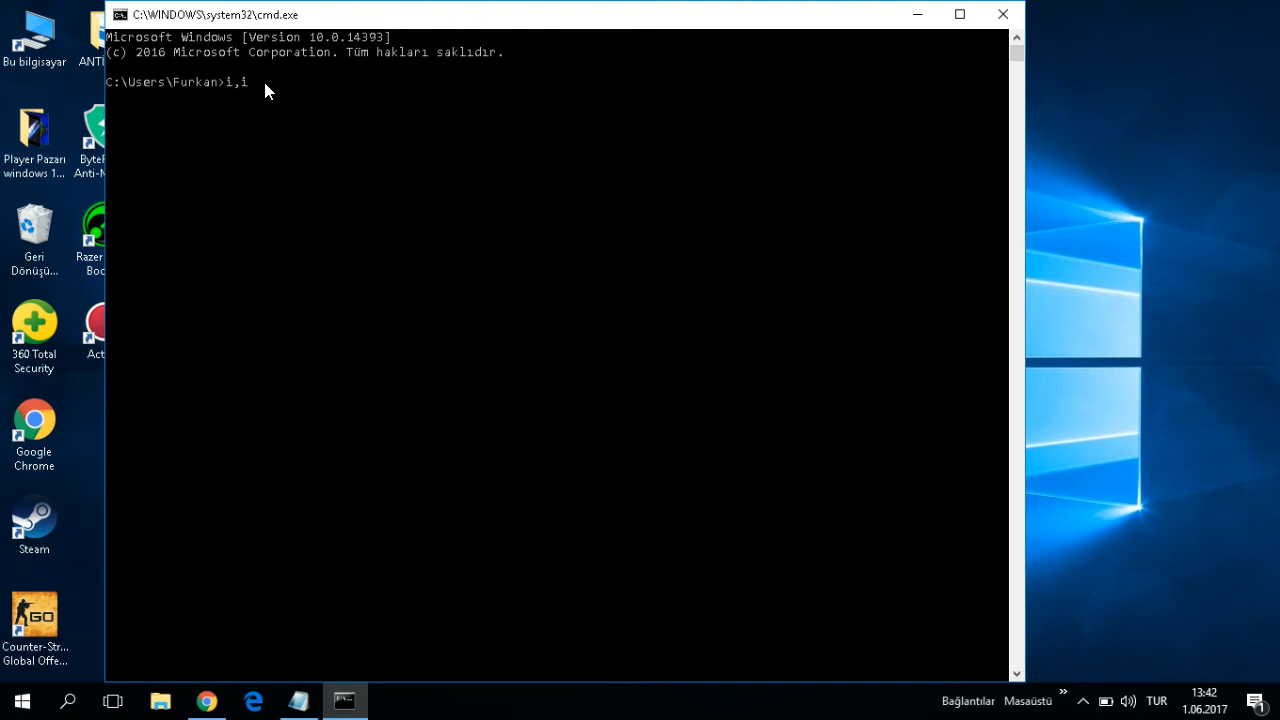 C:\WINDOWS\system32\cmd.exe
Microsoft Windows [Version 10.0.14393]
(c) 2016 Microsoft Corporation. Tüm hakları saklıdır.
C:\Users\Furkan>i,i
Bu bilgisayar
Player Pazarı
windows 1...
Geri
Dönüşü...
Razer
360 Total
Security
Google
Chrome
Steam
GO
Counter-Str...
Global Offe...
Bağlantılar
Masaüstü
TUR
13:42
1.06.2017
1